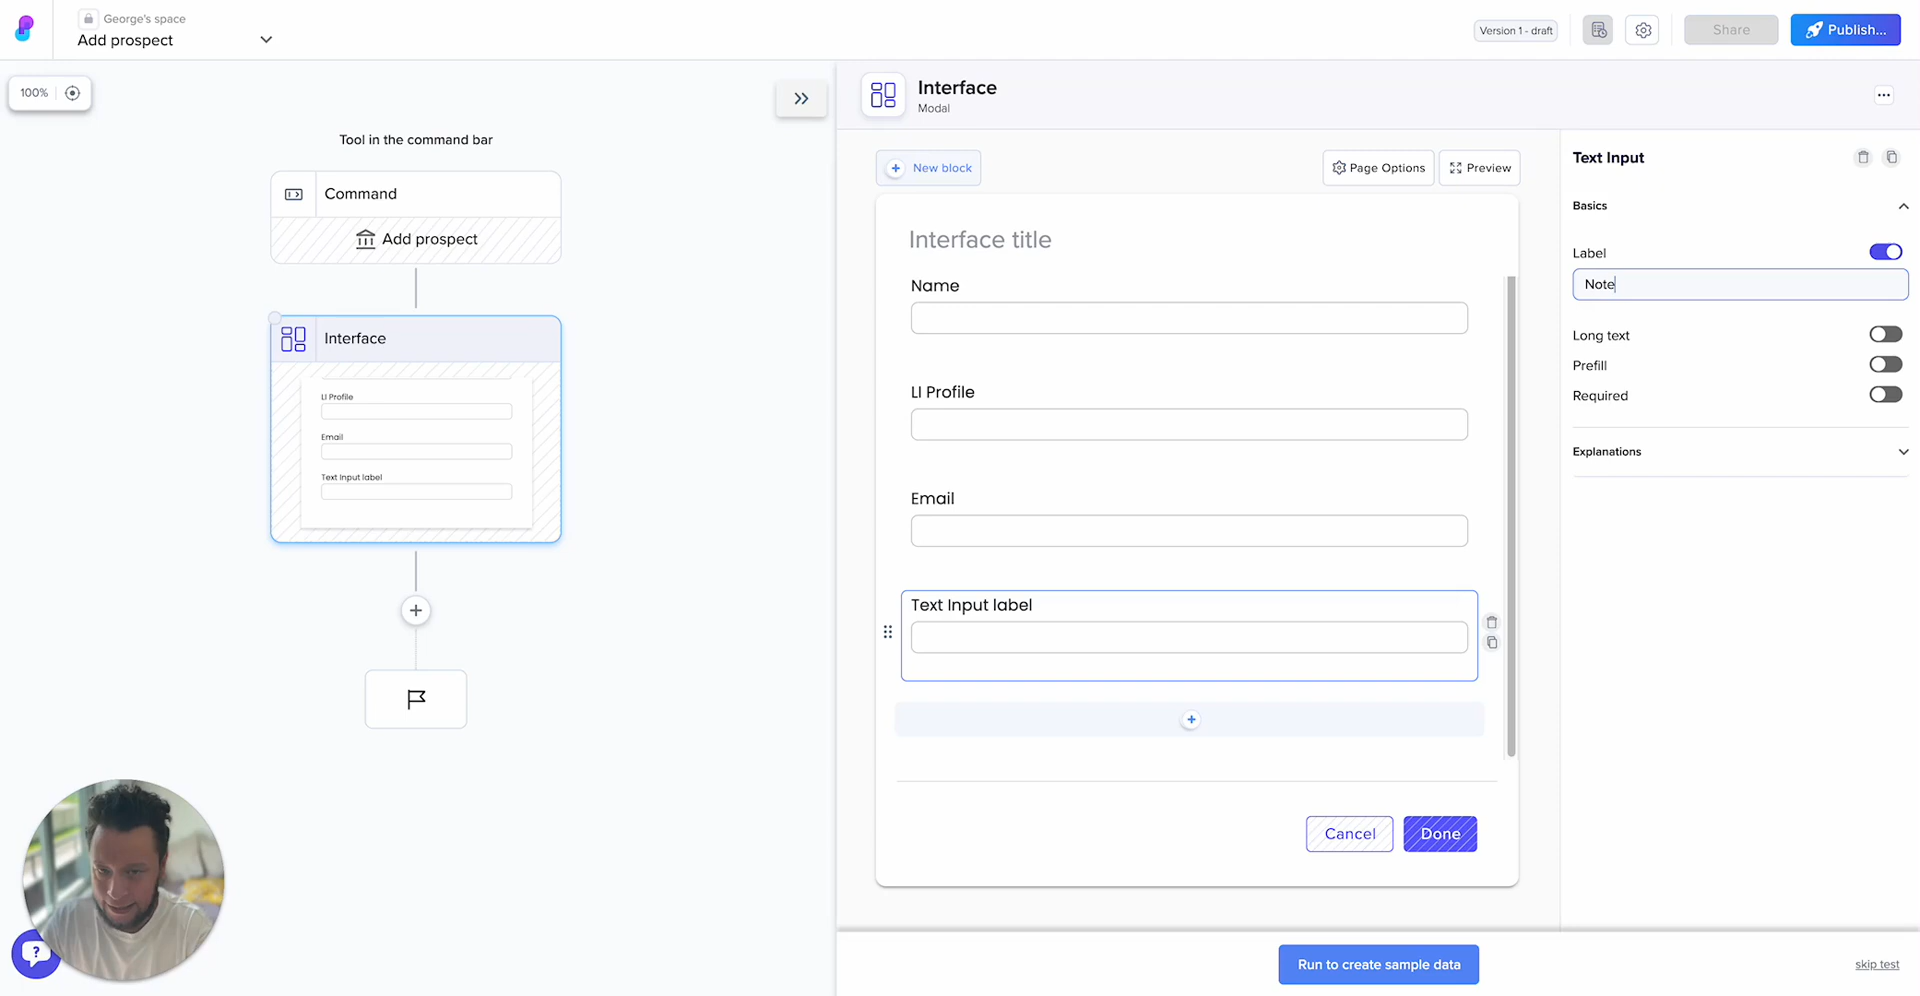 George's space
Add prospect
Version 1 - draft
Share
Publish...
100%
Tool in the command bar
Command
Add prospect
Interface
LI Profile
Email
Text Input label
Interface
Modal
New block
Page Options
Preview
Interface title
Name
LI Profile
Email
Text Input label
Cancel
Done
Text Input
Basics
Label
Note
Long text
Prefill
Required
Explanations
Run to create sample data
skip test